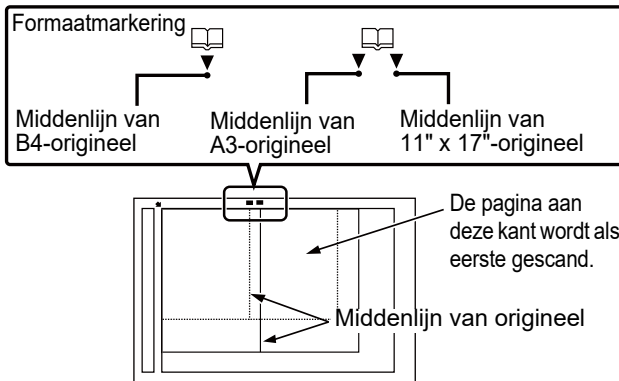 Formaatmarkering
Middenlijn van
B4-origineel
Middenlijn van
A3-origineel
Middenlijn van
11" x 17"-origineel
De pagina aan
deze kant wordt als
eerste gescand.
Middenlijn van origineel